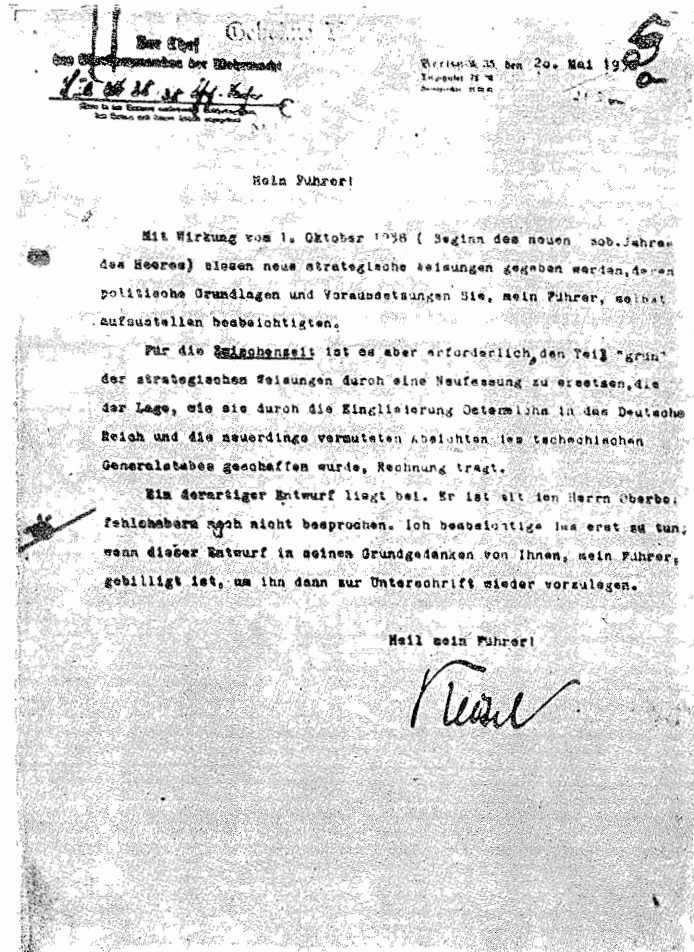 Geheime
Der Chef
des Oberkommandos der Wehrmacht
Berlin W 35, den 20. Mai 193
Mein Führer!
Mit Wirkung vom 1. Oktober 1938 ( Beginn des neuen mob.Jahres
des Heeres) müssen neue strategische Weisungen gegeben werden,deren
politische Grundlagen und Voraussetzungen Sie, mein Führer, selbst
aufzustellen beabsichtigten.
Für die Zwischenzeit ist es aber erforderlich,den Teil "grün"
der strategischen Weisungen durch eine Neufassung zu ersetzen,die
der Lage, wie sie durch die Eingliederung Österreichs in das Deutsche
Reich und die neuerdings vermuteten Absichten des tschechischen
Generalstabes geschaffen wurde, Rechnung trägt.
Ein derartiger Entwurf liegt bei. Er ist mit den Herrn Oberbe-
fehlshabern noch nicht besprochen. Ich beabsichtige das erst zu tun,
wenn dieser Entwurf in seinen Grundgedanken von Ihnen, mein Führer,
gebilligt ist, um ihn dann zur Unterschrift wieder vorzulegen.
Heil mein Führer!
Keitel